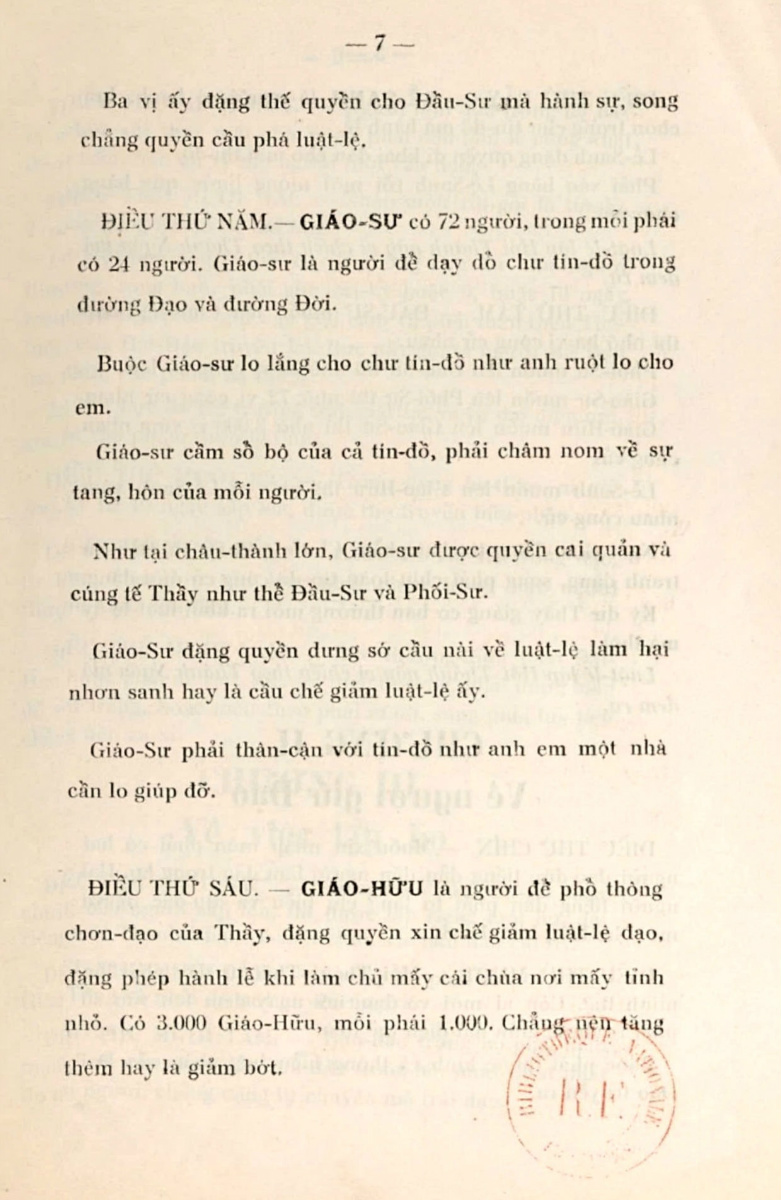 — 7 —
Ba vị ấy đặng thế quyền cho Đầu-Sư mà hành sự, song
chẳng quyền cầu phá luật-lệ.
ĐIỀU THỨ NĂM.— GIÁO-SƯ có 72 người, trong mỗi phái
có 24 người. Giáo-sư là người để dạy dỗ chư tín-đồ trong
đường Đạo và đường Đời.
Buộc Giáo-sư lo lắng cho chư tín-đồ như anh ruột lo cho
em.
Giáo-sư cầm sổ bộ của cả tín-đồ, phải châm nom về sự
tang, hôn của mỗi người.
Như tại châu-thành lớn, Giáo-sư được quyền cai quản và
cúng tế Thầy như thể Đầu-Sư và Phối-Sư.
Giáo-Sư đặng quyền dưng sớ cầu nài về luật-lệ làm hại
nhơn sanh hay là cầu chế giảm luật-lệ ấy.
Giáo-Sư phải thân-cận với tín-đồ như anh em một nhà
cần lo giúp đỡ.
ĐIỀU THỨ SÁU. — GIÁO-HỮU là người để phổ thông
chơn-đạo của Thầy, đặng quyền xin chế giảm luật-lệ đạo,
đặng phép hành lễ khi làm chủ mấy cái chùa nơi mấy tỉnh
nhỏ. Có 3.000 Giáo-Hữu, mỗi phái 1.000. Chẳng nên tăng
thêm hay là giảm bớt.
BIBLIOTHÈQUE NATIONALE
R.F.